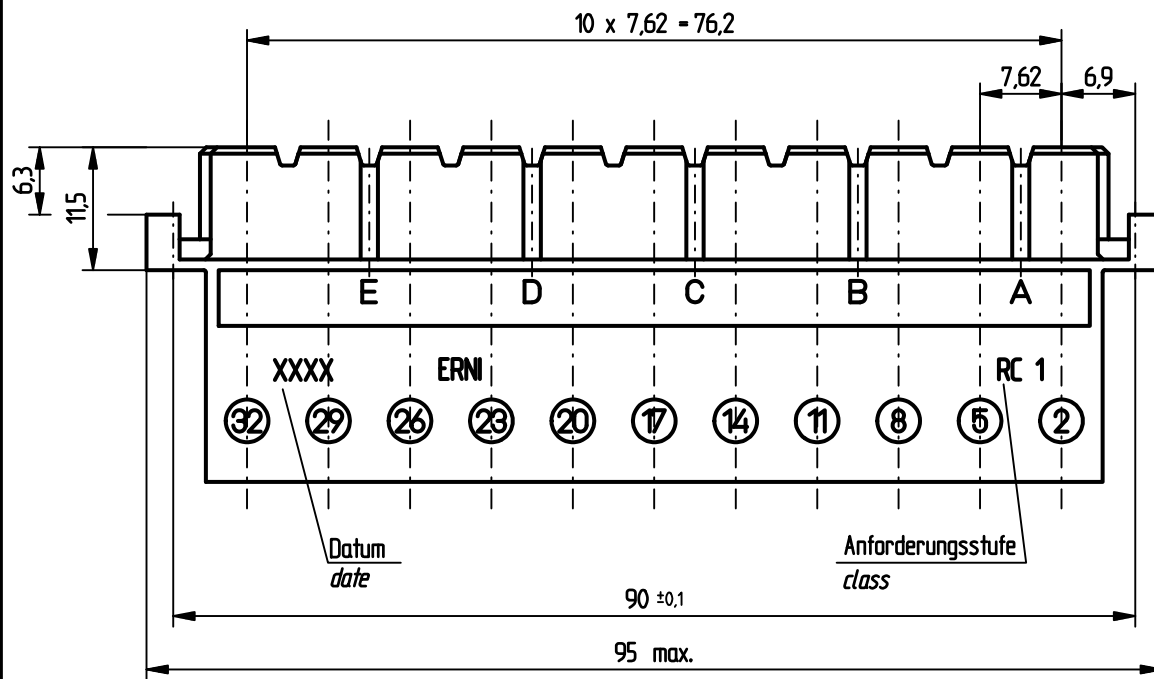 10 x 7,62 = 76,2
7,62
6,9
6,3
11,5
E D C B A
XXXX ERNI RC 1
32 29 26 23 20 17 14 11 8 5 2
Datum
date
Anforderungsstufe
class
90 ±0,1
95 max.